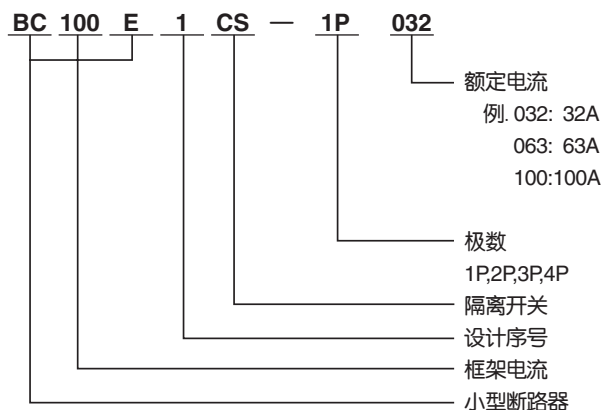 BC 100 E 1 CS — 1P 032
额定电流
例. 032: 32A
063: 63A
100:100A
极数
1P,2P,3P,4P
隔离开关
设计序号
框架电流
小型断路器